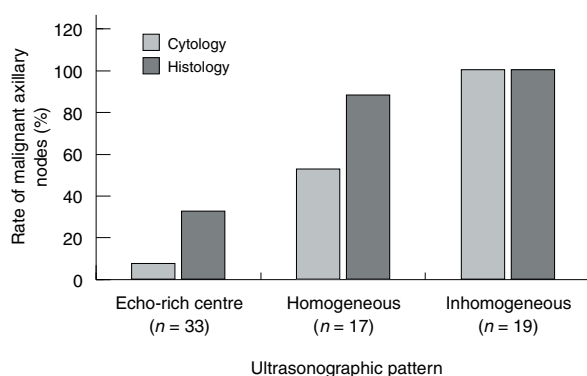 Rate of malignant axillary
nodes (%)
120
100
80
60
40
20
0
Cytology
Histology
Echo-rich centre
(n = 33)
Homogeneous
(n = 17)
Inhomogeneous
(n = 19)
Ultrasonographic pattern